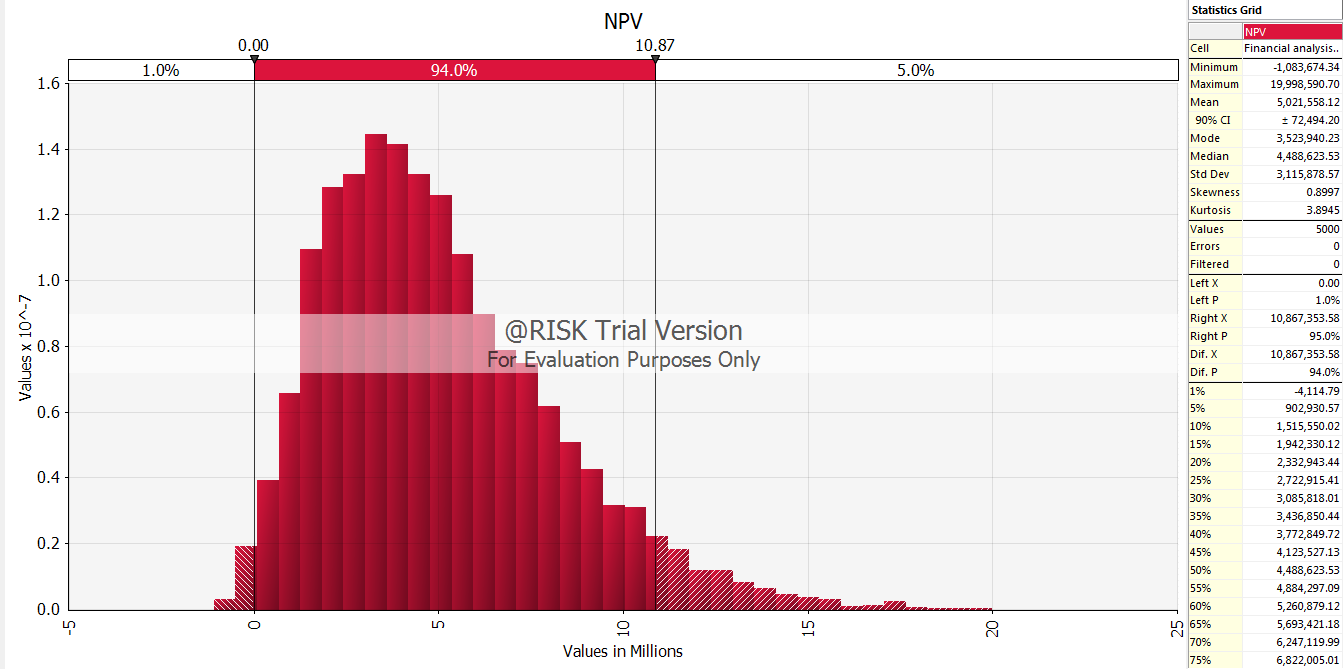 NPV
0.00 10.87
1.0% 94.0% 5.0%
1.6
1.4
1.2
1.0
0.8
0.6
0.4
0.2
0.0
Values x 10^-7
-5 0 5 10 15 20 25
Values in Millions
@RISK Trial Version
For Evaluation Purposes Only
Statistics Grid
NPV
Cell Financial analysis..
Minimum -1,083,674.34
Maximum 19,998,590.70
Mean 5,021,558.12
90% CI ± 72,494.20
Mode 3,523,940.23
Median 4,488,623.53
Std Dev 3,115,878.57
Skewness 0.8997
Kurtosis 3.8945
Values 5000
Errors 0
Filtered 0
Left X 0.00
Left P 1.0%
Right X 10,867,353.58
Right P 95.0%
Dif. X 10,867,353.58
Dif. P 94.0%
1% -4,114.79
5% 902,930.57
10% 1,515,550.02
15% 1,942,330.12
20% 2,332,943.44
25% 2,722,915.41
30% 3,085,818.01
35% 3,436,850.44
40% 3,772,849.72
45% 4,123,527.13
50% 4,488,623.53
55% 4,884,297.09
60% 5,260,879.12
65% 5,693,421.18
70% 6,247,119.99
75% 6,822,005.01